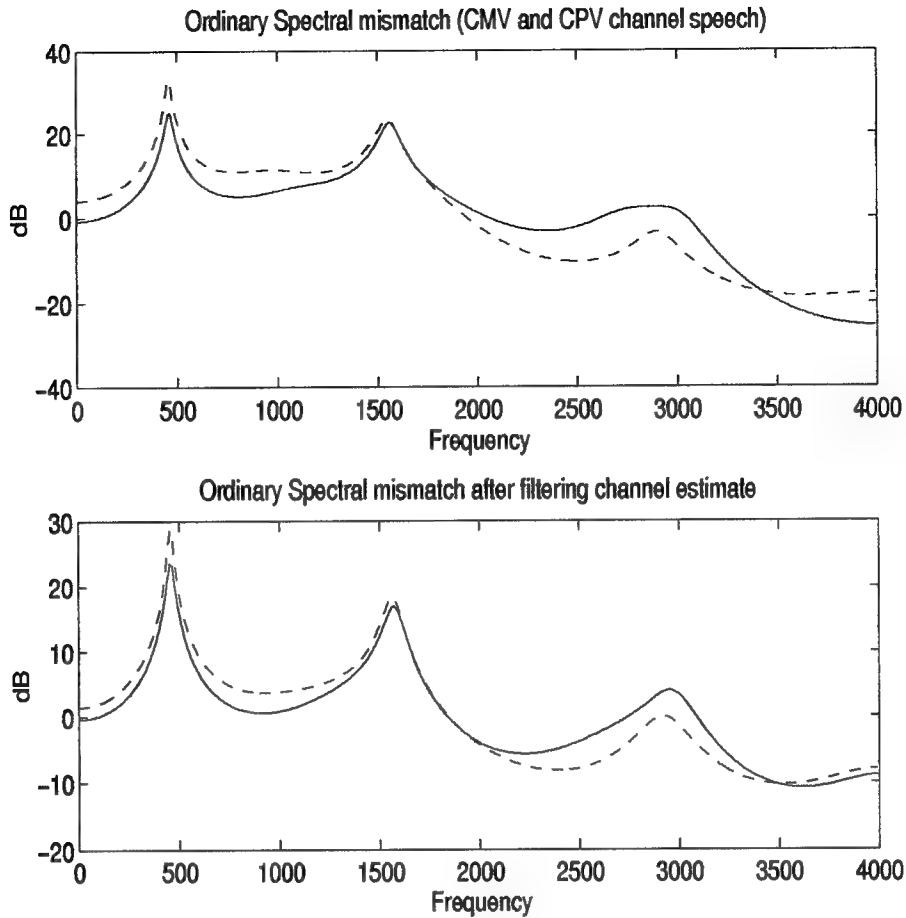 Ordinary Spectral mismatch (CMV and CPV channel speech)
40
20
0
−20
−40
dB
0 500 1000 1500 2000 2500 3000 3500 4000
Frequency
Ordinary Spectral mismatch after filtering channel estimate
30
20
10
0
−10
−20
dB
0 500 1000 1500 2000 2500 3000 3500 4000
Frequency